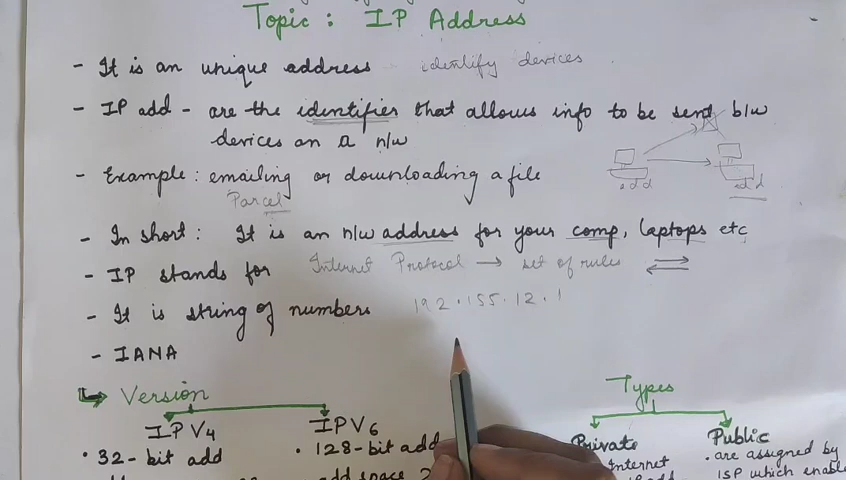 Topic : IP Address
- It is an unique address identify devices
- IP add - are the identifier that allows info to be send b/w
devices on a n/w
- Example : emailing or downloading a file
Parcel
add add
- In short : It is an n/w address for your comp, laptops etc
- IP stands for Internet Protocol → set of rules
- It is string of numbers 192.155.12.1
- IANA
Version
Types
IPV4 IPV6
Private Public
• 32-bit add • 128-bit add
• are assigned by
Internet
ISP which enable
add space